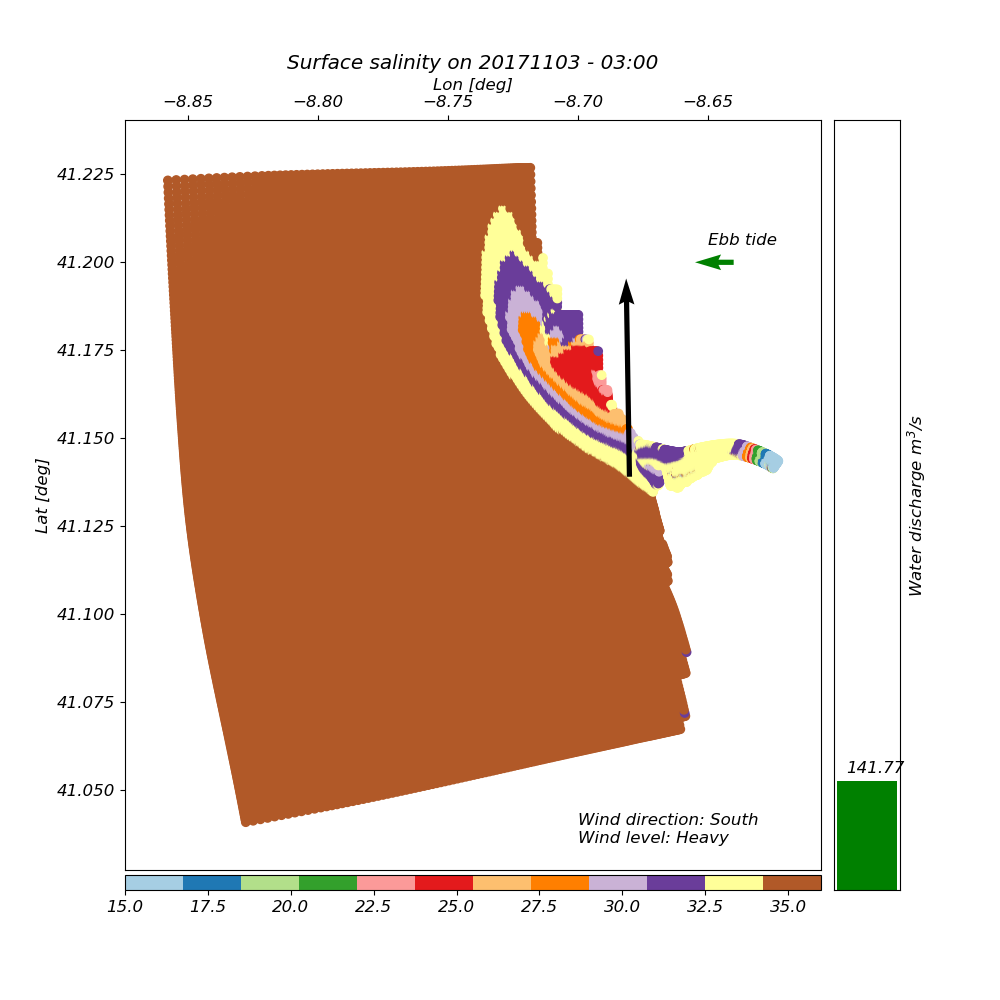 Surface salinity on 20171103 - 03:00
Lon [deg]
−8.85 −8.80 −8.75 −8.70 −8.65
41.225
41.200
41.175
41.150
41.125
41.100
41.075
41.050
Lat [deg]
Ebb tide
Wind direction: South
Wind level: Heavy
141.77
Water discharge m³/s
15.0 17.5 20.0 22.5 25.0 27.5 30.0 32.5 35.0